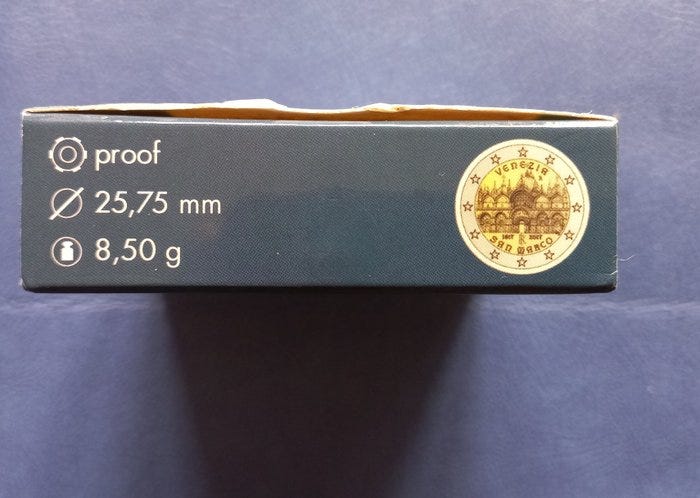 proof
25,75 mm
8,50 g
VENEZIA
1617 2017
SAN MARCO